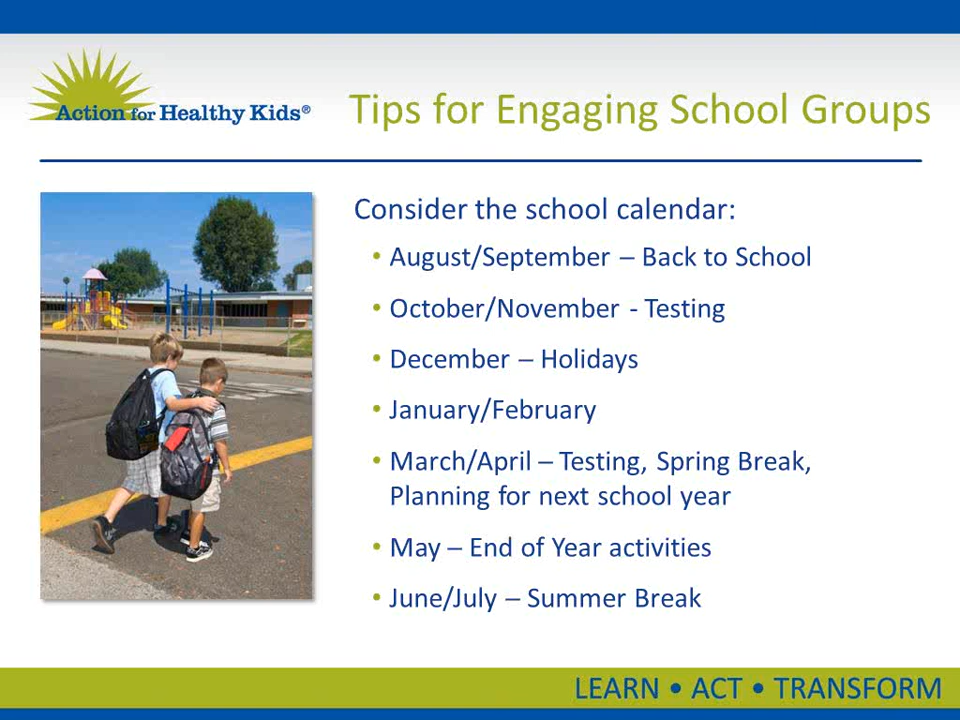 Action for Healthy Kids®
Tips for Engaging School Groups
Consider the school calendar:
• August/September – Back to School
• October/November - Testing
• December – Holidays
• January/February
• March/April – Testing, Spring Break,
Planning for next school year
• May – End of Year activities
• June/July – Summer Break
LEARN • ACT • TRANSFORM